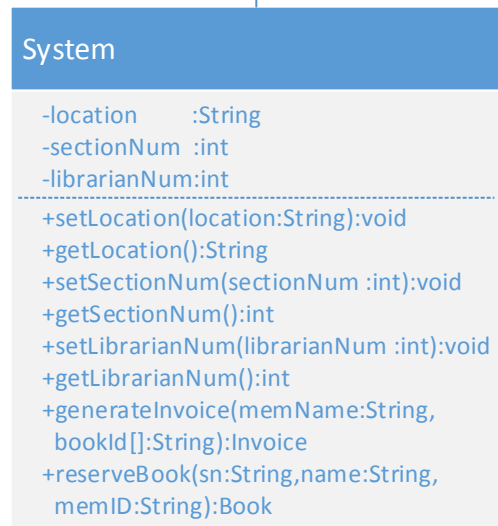 System
-location :String
-sectionNum :int
-librarianNum:int
+setLocation(location:String):void
+getLocation():String
+setSectionNum(sectionNum :int):void
+getSectionNum():int
+setLibrarianNum(librarianNum :int):void
+getLibrarianNum():int
+generateInvoice(memName:String,
bookId[]:String):Invoice
+reserveBook(sn:String,name:String,
memID:String):Book